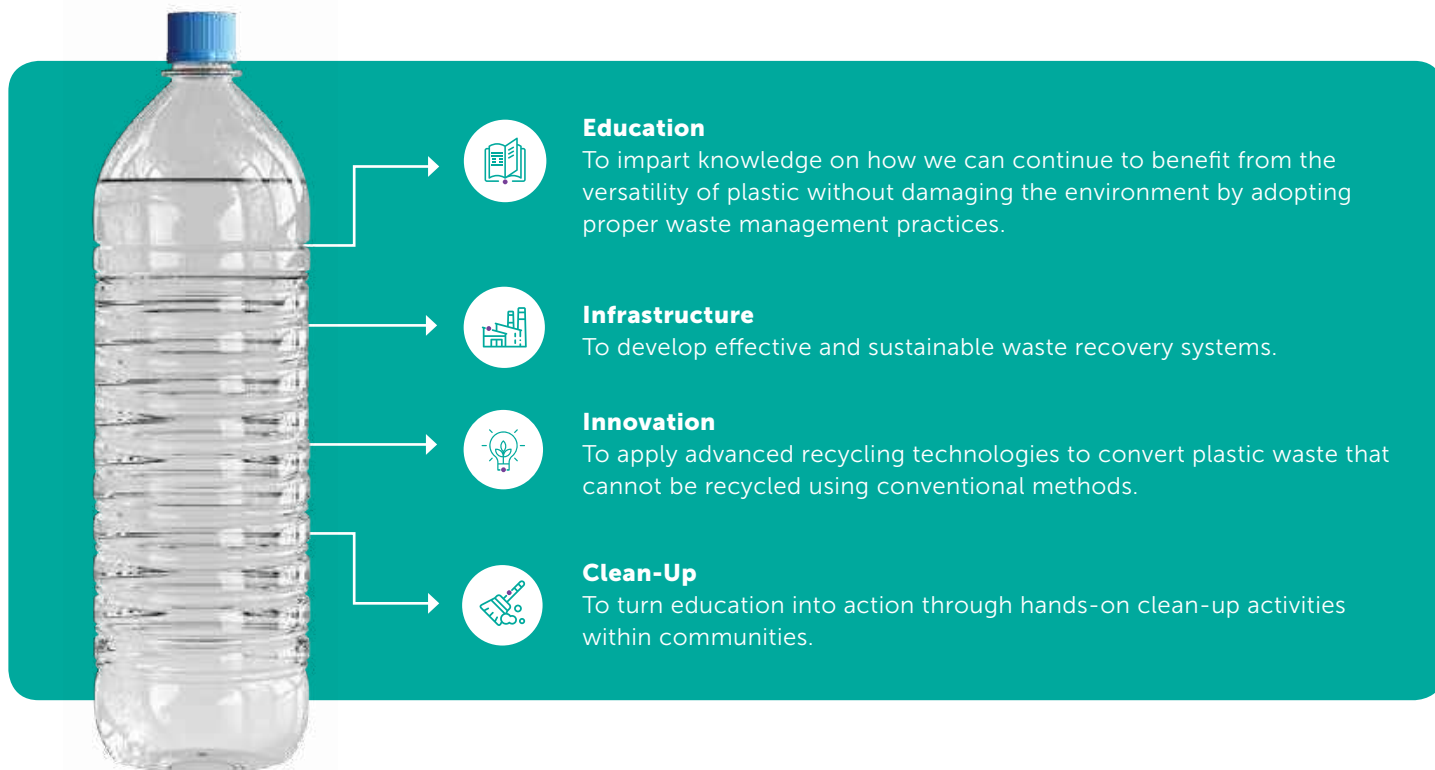 Education
To impart knowledge on how we can continue to benefit from the
versatility of plastic without damaging the environment by adopting
proper waste management practices.
Infrastructure
To develop effective and sustainable waste recovery systems.
Innovation
To apply advanced recycling technologies to convert plastic waste that
cannot be recycled using conventional methods.
Clean-Up
To turn education into action through hands-on clean-up activities
within communities.